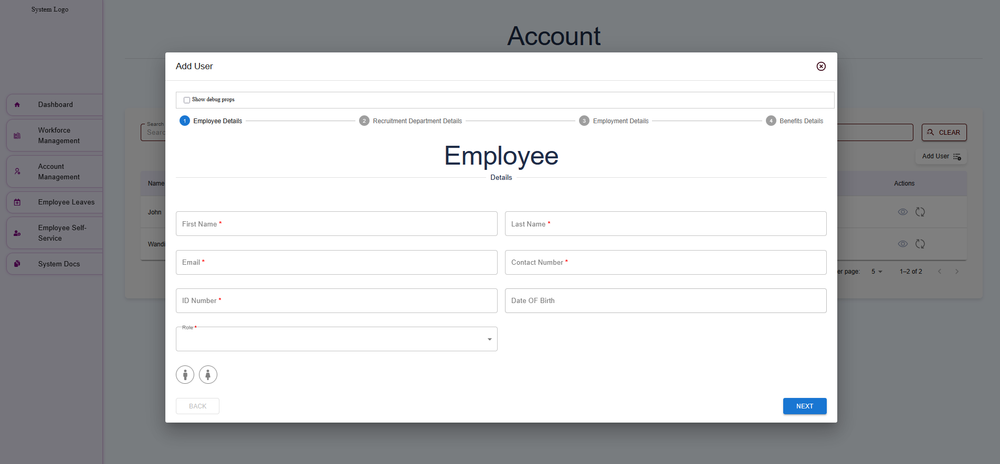 System Logo
Account
Add User
Show debug props
1 Employee Details
2 Recruitment Department Details
3 Employment Details
4 Benefits Details
Dashboard
Workforce
Management
Account
Management
Employee Leaves
Employee Self-
Service
System Docs
Search
Searc
CLEAR
Add User
Name
Actions
John
Wandi
er page: 5 1–2 of 2
Employee
Details
First Name *
Last Name *
Email *
Contact Number *
ID Number *
Date OF Birth
Role *
BACK
NEXT